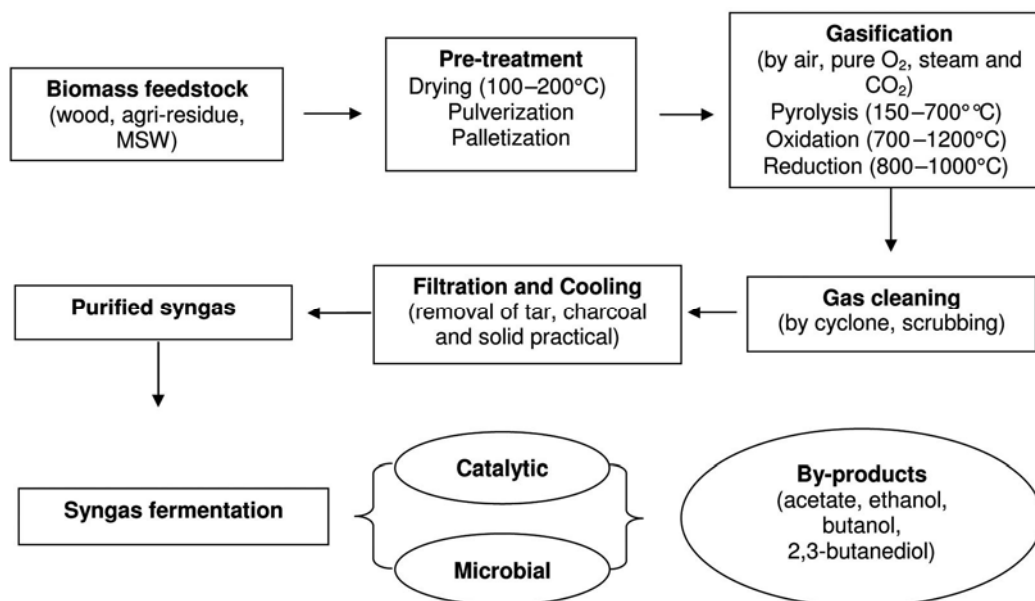 Biomass feedstock
(wood, agri-residue,
MSW)
Pre-treatment
Drying (100–200°C)
Pulverization
Palletization
Gasification
(by air, pure O₂, steam and
CO₂)
Pyrolysis (150–700°°C)
Oxidation (700–1200°C)
Reduction (800–1000°C)
Gas cleaning
(by cyclone, scrubbing)
Filtration and Cooling
(removal of tar, charcoal
and solid practical)
Purified syngas
Syngas fermentation
Catalytic
Microbial
By-products
(acetate, ethanol,
butanol,
2,3-butanediol)